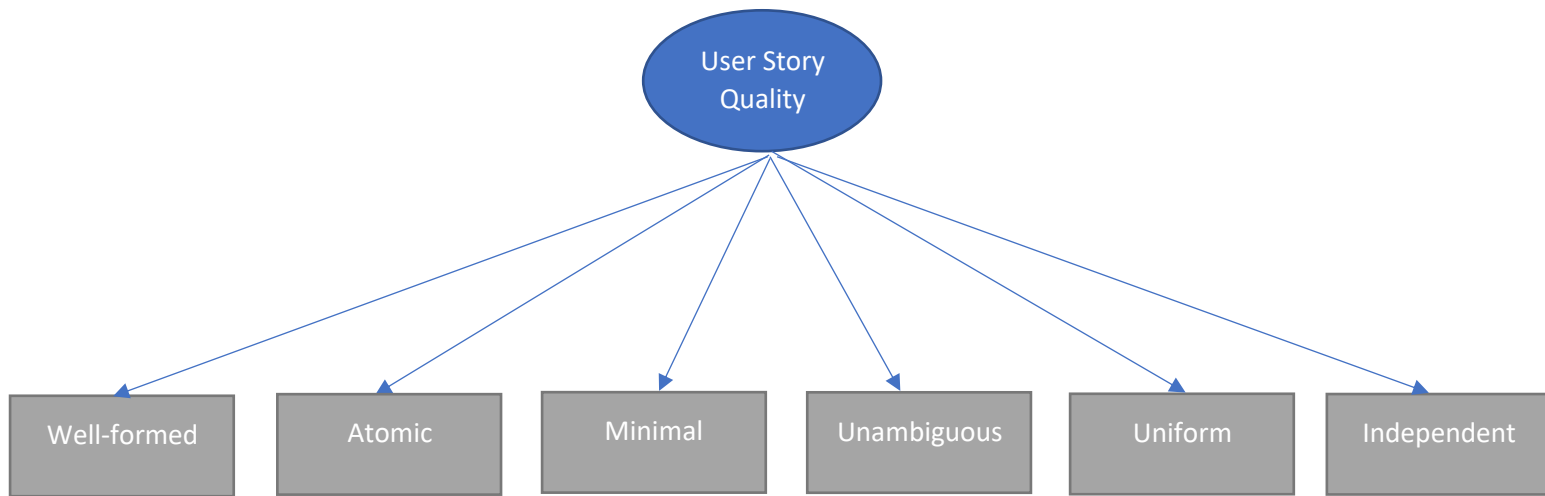 User Story
Quality
Well-formed
Atomic
Minimal
Unambiguous
Uniform
Independent